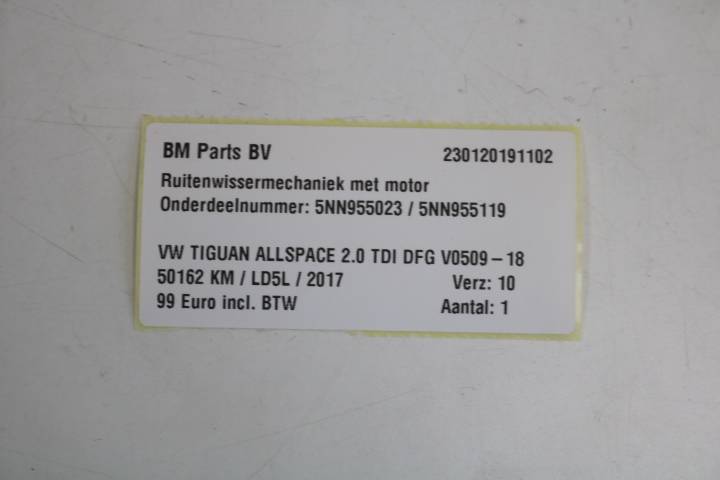 BM Parts BV 230120191102
Ruitenwissermechaniek met motor
Onderdeelnummer: 5NN955023 / 5NN955119
VW TIGUAN ALLSPACE 2.0 TDI DFG V0509-18
50162 KM / LD5L / 2017 Verz: 10
99 Euro incl. BTW Aantal: 1